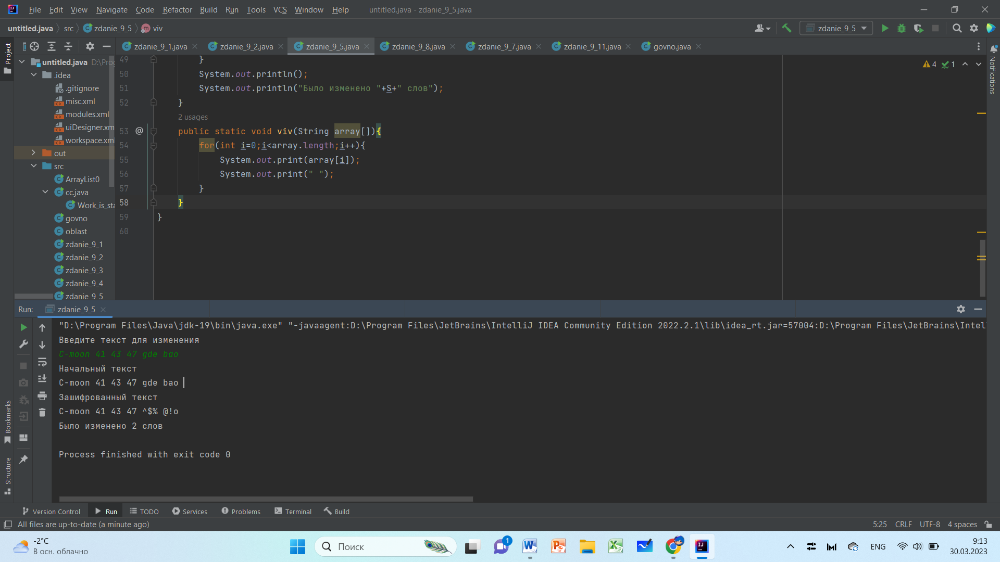 File Edit View Navigate Code Refactor Build Run Tools VCS Window Help untitled.java - zdanie_9_5.java
untitled.java src zdanie_9_5 viv
zdanie_9_5
Project
zdanie_9_1.java zdanie_9_2.java zdanie_9_5.java zdanie_9_8.java zdanie_9_7.java zdanie_9_11.java govno.java
Notifications
untitled.java D:\Prog
.idea
.gitignore
misc.xml
modules.xml
uiDesigner.xm
workspace.xml
out
src
ArrayList0
cc.java
Work_is_sta
govno
oblast
zdanie_9_1
zdanie_9_2
zdanie_9_3
zdanie_9_4
zdanie_9_5
4 1
49 }
50 System.out.println();
51 System.out.println("Было изменено "+S+" слов");
52 }
2 usages
53 @ public static void viv(String array[]){
54 for(int i=0;i<array.length;i++){
55 System.out.print(array[i]);
56 System.out.print(" ");
57 }
58 }
59 }
60
Run: zdanie_9_5
"D:\Program Files\Java\jdk-19\bin\java.exe" "-javaagent:D:\Program Files\JetBrains\IntelliJ IDEA Community Edition 2022.2.1\lib\idea_rt.jar=57004:D:\Program Files\JetBrains\Intel
Введите текст для изменения
C-moon 41 43 47 gde bao
Начальный текст
C-moon 41 43 47 gde bao
Зашифрованный текст
C-moon 41 43 47 ^$% @!o
Было изменено 2 слов
Process finished with exit code 0
Bookmarks
Structure
Version Control Run TODO Services Problems Terminal Build
All files are up-to-date (a minute ago) 5:25 CRLF UTF-8 4 spaces
-2°C
В осн. облачно
Поиск
1
ENG
9:13
30.03.2023